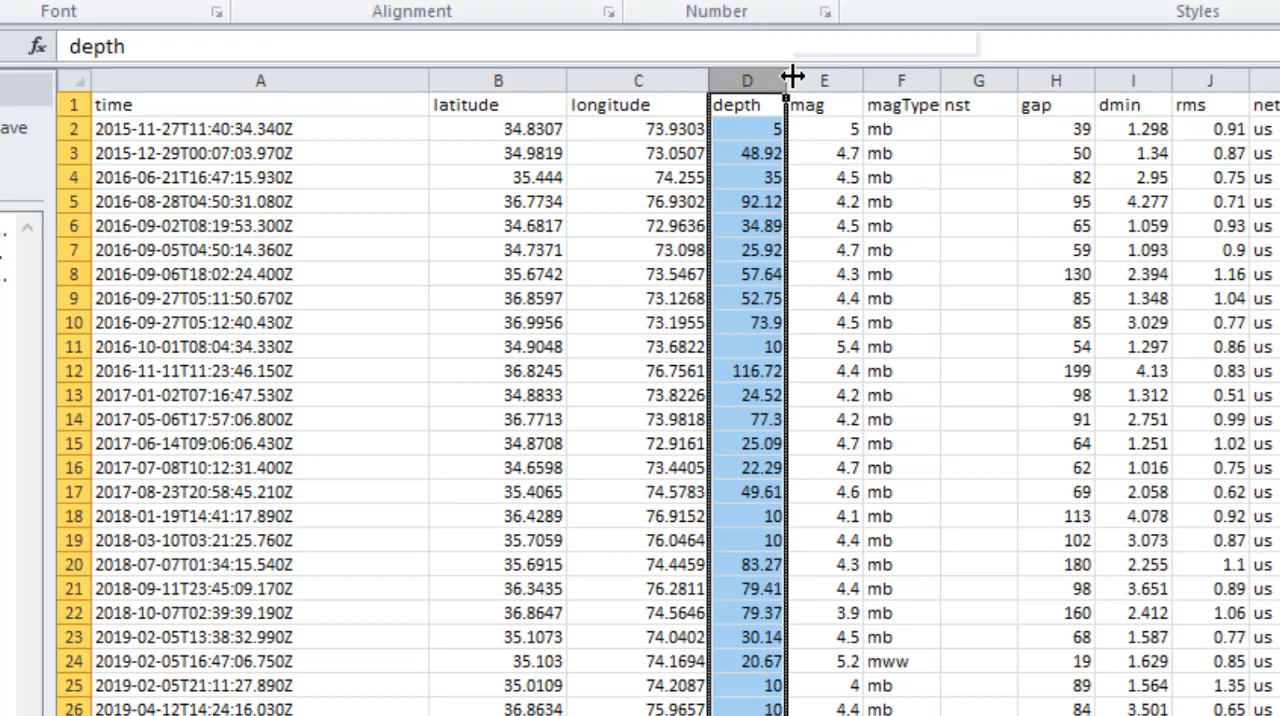 Font Alignment Number Styles
fx depth
A B C D E F G H I J
ave
1 time latitude longitude depth mag magType nst gap dmin rms net
2 2015-11-27T11:40:34.340Z 34.8307 73.9303 5 5 mb 39 1.298 0.91 us
3 2015-12-29T00:07:03.970Z 34.9819 73.0507 48.92 4.7 mb 50 1.34 0.87 us
4 2016-06-21T16:47:15.930Z 35.444 74.255 35 4.5 mb 82 2.95 0.75 us
5 2016-08-28T04:50:31.080Z 36.7734 76.9302 92.12 4.2 mb 95 4.277 0.71 us
6 2016-09-02T08:19:53.300Z 34.6817 72.9636 34.89 4.5 mb 65 1.059 0.93 us
7 2016-09-05T04:50:14.360Z 34.7371 73.098 25.92 4.7 mb 59 1.093 0.9 us
8 2016-09-06T18:02:24.400Z 35.6742 73.5467 57.64 4.3 mb 130 2.394 1.16 us
9 2016-09-27T05:11:50.670Z 36.8597 73.1268 52.75 4.4 mb 85 1.348 1.04 us
10 2016-09-27T05:12:40.430Z 36.9956 73.1955 73.9 4.5 mb 85 3.029 0.77 us
11 2016-10-01T08:04:34.330Z 34.9048 73.6822 10 5.4 mb 54 1.297 0.86 us
12 2016-11-11T11:23:46.150Z 36.8245 76.7561 116.72 4.4 mb 199 4.13 0.83 us
13 2017-01-02T07:16:47.530Z 34.8833 73.8226 24.52 4.2 mb 98 1.312 0.51 us
14 2017-05-06T17:57:06.800Z 36.7713 73.9818 77.3 4.2 mb 91 2.751 0.99 us
15 2017-06-14T09:06:06.430Z 34.8708 72.9161 25.09 4.7 mb 64 1.251 1.02 us
16 2017-07-08T10:12:31.400Z 34.6598 73.4405 22.29 4.7 mb 62 1.016 0.75 us
17 2017-08-23T20:58:45.210Z 35.4065 74.5783 49.61 4.6 mb 69 2.058 0.62 us
18 2018-01-19T14:41:17.890Z 36.4289 76.9152 10 4.1 mb 113 4.078 0.92 us
19 2018-03-10T03:21:25.760Z 35.7059 76.0464 10 4.4 mb 102 3.073 0.87 us
20 2018-07-07T01:34:15.540Z 35.6915 74.4459 83.27 4.3 mb 180 2.255 1.1 us
21 2018-09-11T23:45:09.170Z 36.3435 76.2811 79.41 4.4 mb 98 3.651 0.89 us
22 2018-10-07T02:39:39.190Z 36.8647 74.5646 79.37 3.9 mb 160 2.412 1.06 us
23 2019-02-05T13:38:32.990Z 35.1073 74.0402 30.14 4.5 mb 68 1.587 0.77 us
24 2019-02-05T16:47:06.750Z 35.103 74.1694 20.67 5.2 mww 19 1.629 0.85 us
25 2019-02-05T21:11:27.890Z 35.0109 74.2087 10 4 mb 89 1.564 1.35 us
26 2019-04-12T14:24:16.030Z 36.8634 75.9657 10 4.4 mb 84 3.501 0.65 us